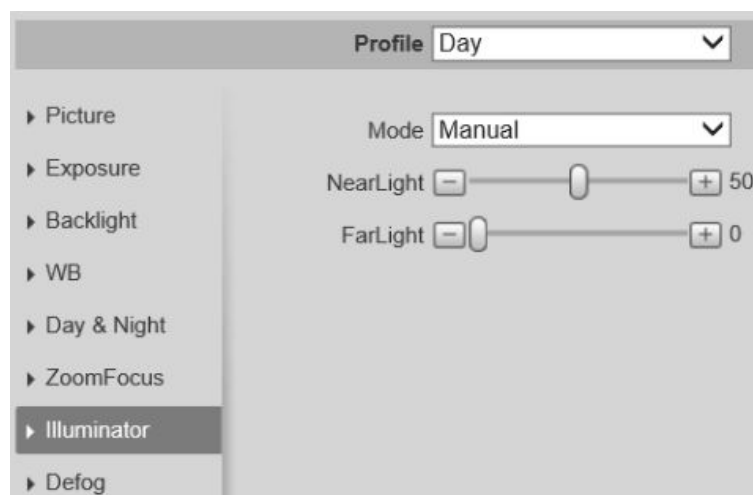 Profile Day
Picture
Mode Manual
Exposure
NearLight 50
Backlight
FarLight 0
WB
Day & Night
ZoomFocus
Illuminator
Defog